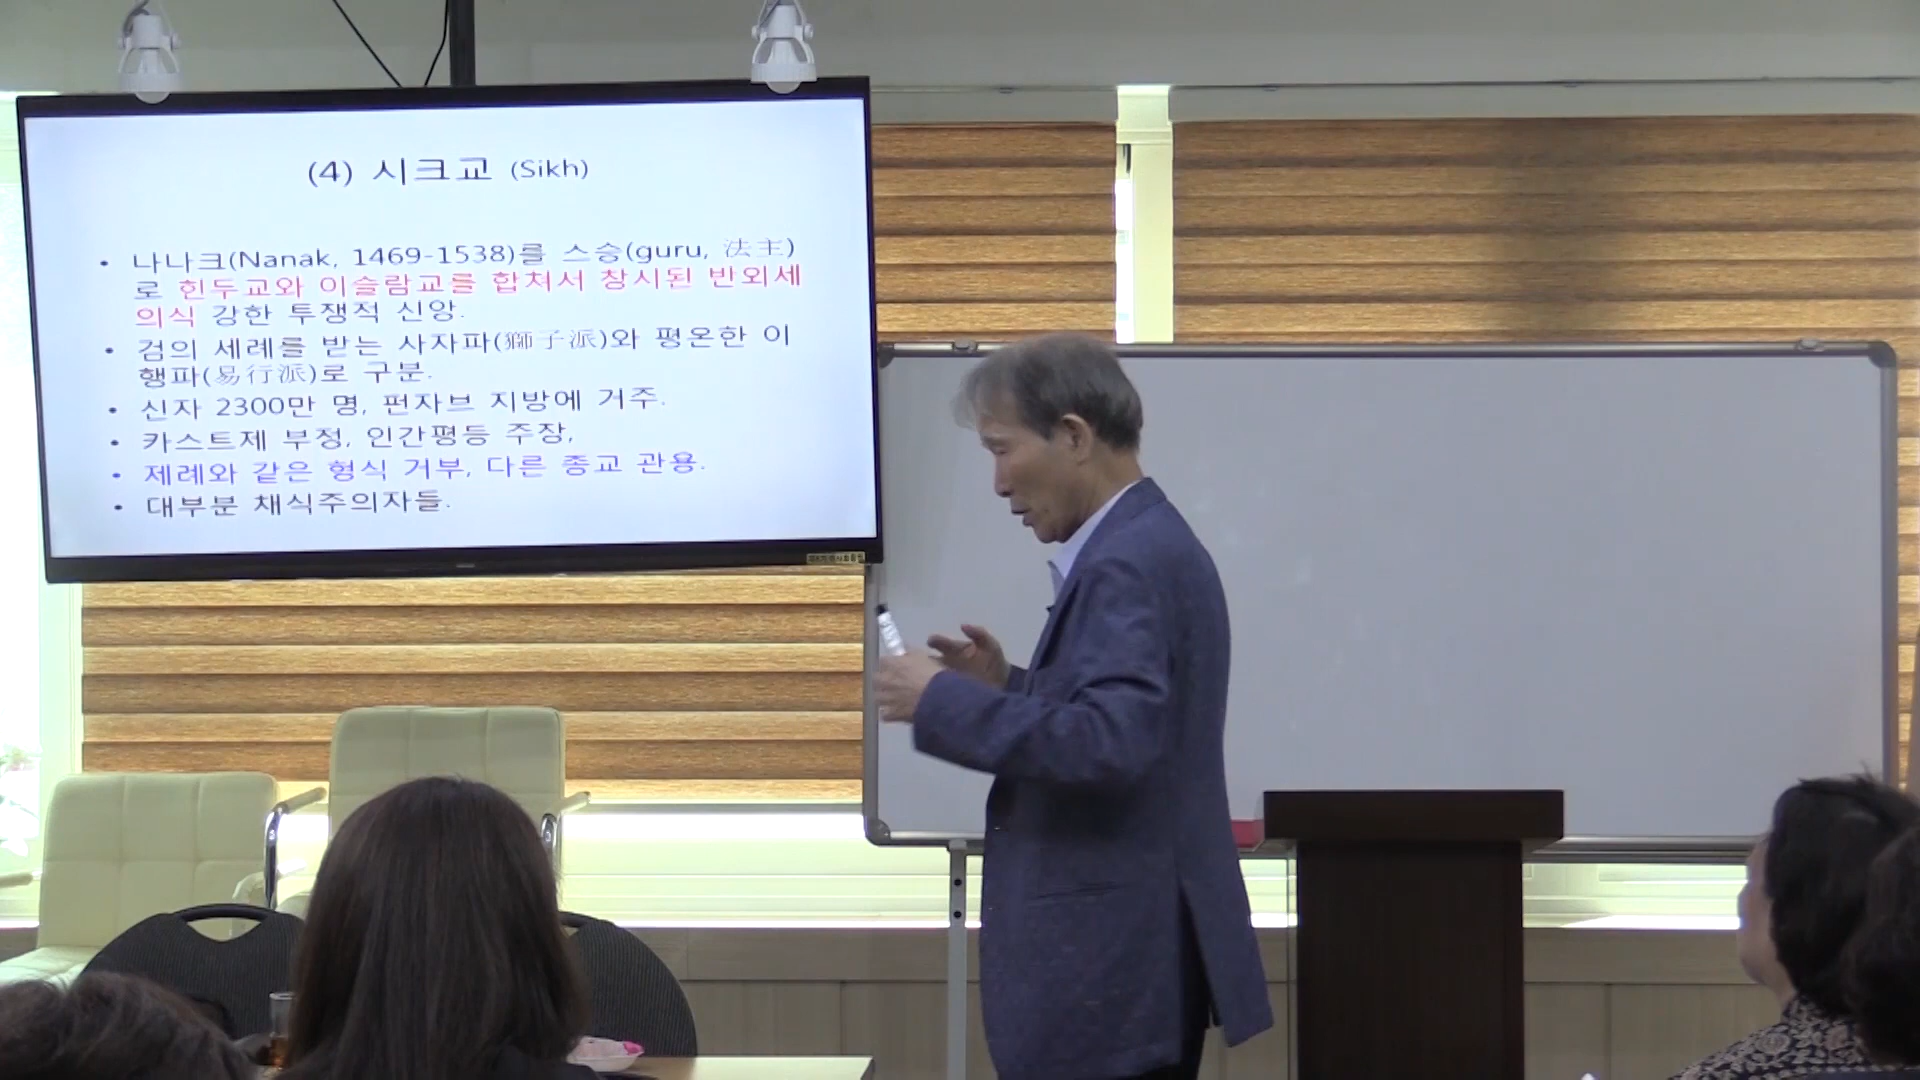 (4) 시크교 (Sikh)
• 나나크(Nanak, 1469-1538)를 스승(guru, 法主)
로 힌두교와 이슬람교를 합쳐서 창시된 반외세
의식 강한 투쟁적 신앙.
• 검의 세례를 받는 사자파(獅子派)와 평온한 이
행파(易行派)로 구분.
• 신자 2300만 명, 펀자브 지방에 거주.
• 카스트제 부정, 인간평등 주장,
• 제례와 같은 형식 거부, 다른 종교 관용.
• 대부분 채식주의자들.